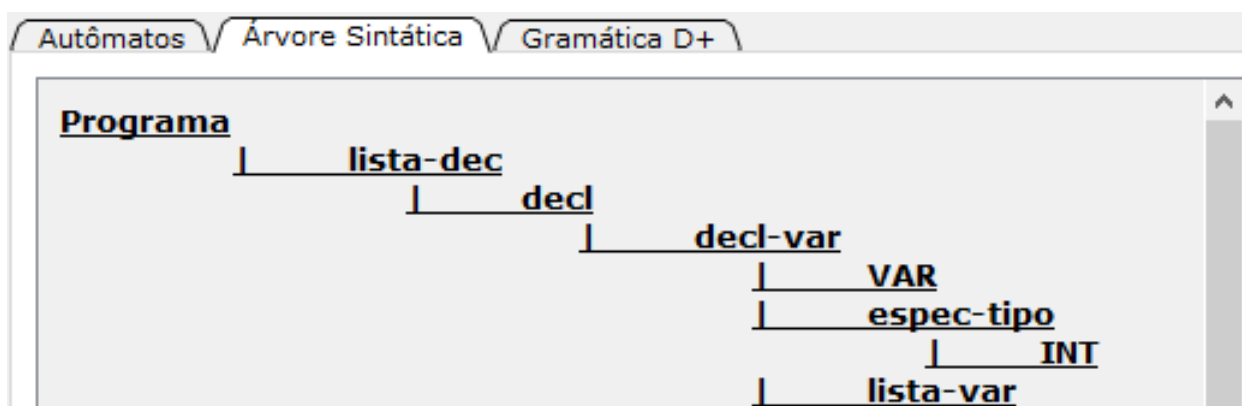 Autômatos Árvore Sintática Gramática D+
Programa
| lista-dec
| decl
| decl-var
| VAR
| espec-tipo
| INT
| lista-var